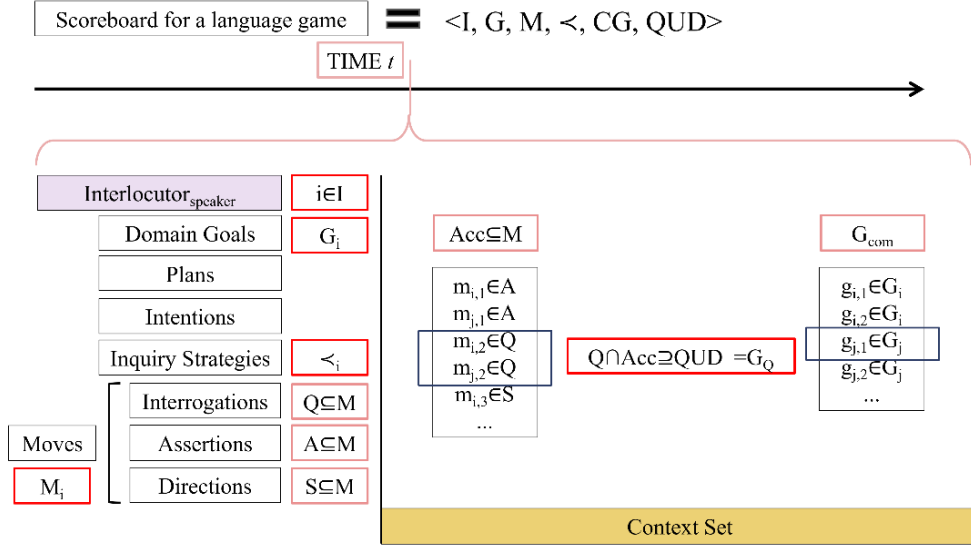 Scoreboard for a language game = <I, G, M, ≺, CG, QUD>
TIME t
Interlocutor_speaker i∈I
Domain Goals G_i
Plans
Intentions
Inquiry Strategies ≺_i
Interrogations Q⊆M
Moves Assertions A⊆M
M_i Directions S⊆M
Acc⊆M
m_i,1∈A
m_j,1∈A
m_i,2∈Q
m_j,2∈Q
m_i,3∈S
...
Q∩Acc⊇QUD =G_Q
G_com
g_i,1∈G_i
g_i,2∈G_i
g_j,1∈G_j
g_j,2∈G_j
...
Context Set